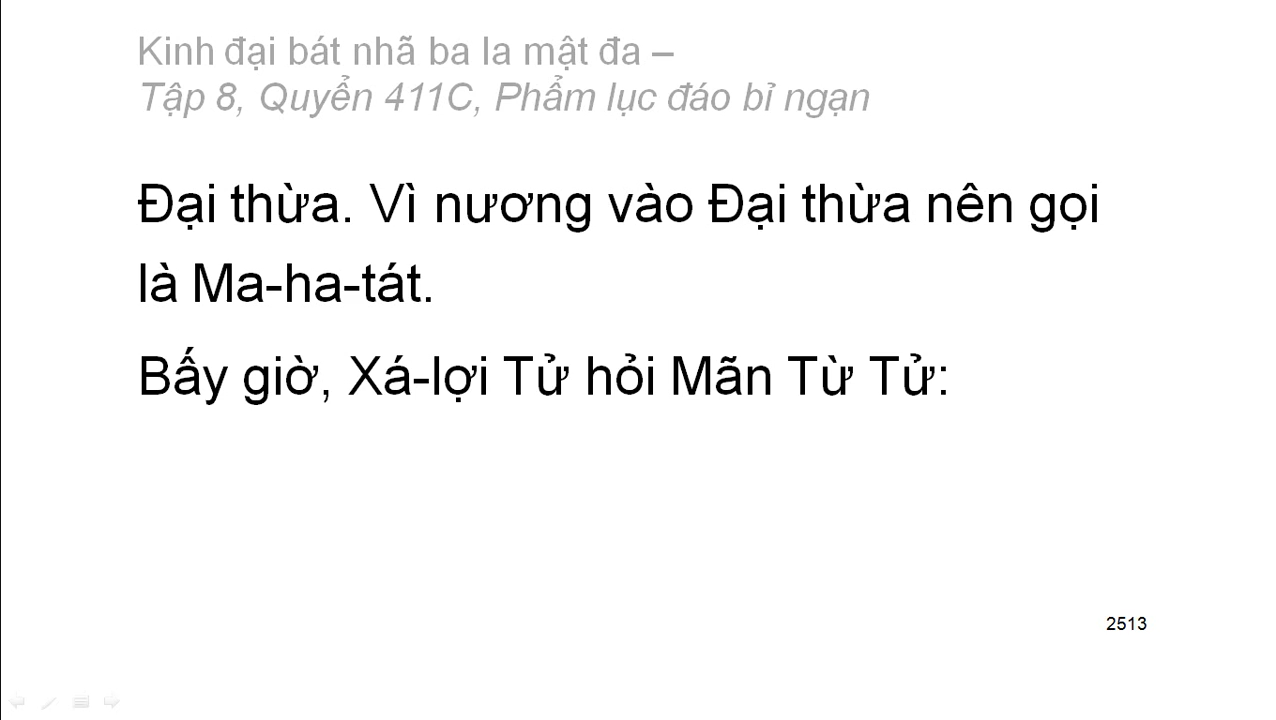 Kinh đại bát nhã ba la mật đa –
Tập 8, Quyển 411C, Phẩm lục đáo bỉ ngạn
Đại thừa. Vì nương vào Đại thừa nên gọi
là Ma-ha-tát.
Bấy giờ, Xá-lợi Tử hỏi Mãn Từ Tử:
2513